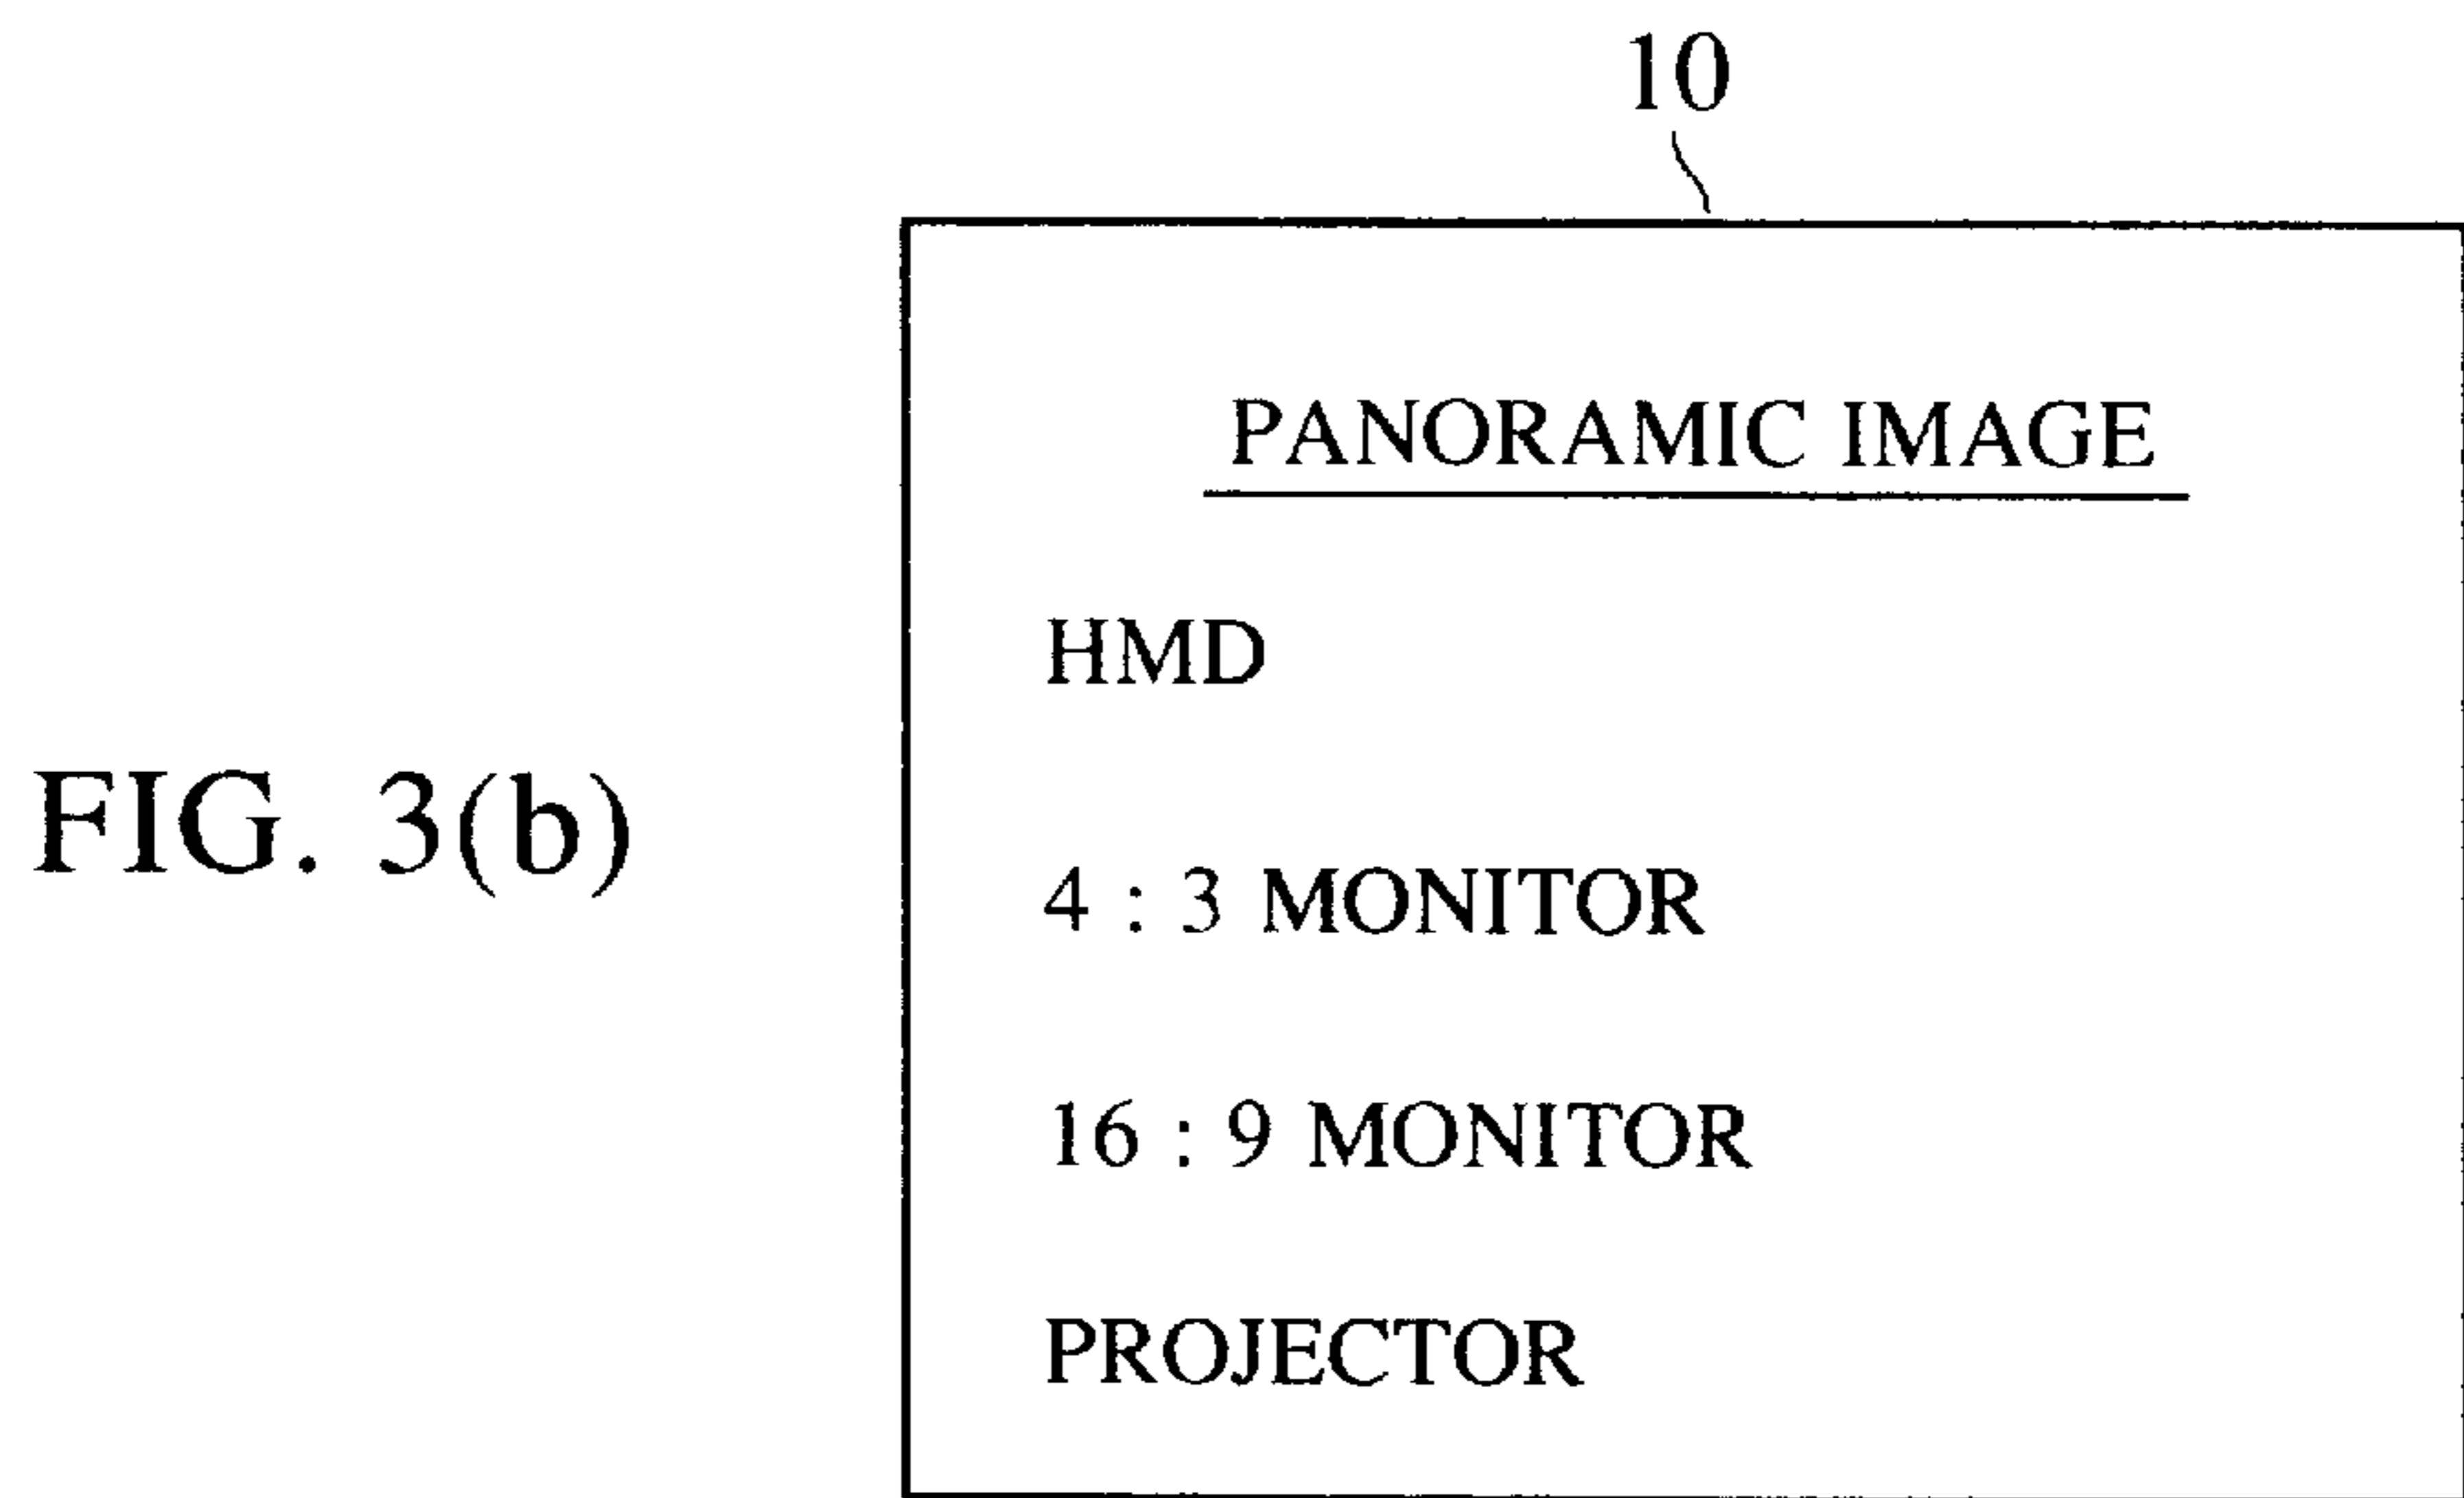 10
PANORAMIC IMAGE
HMD
FIG. 3(b)
4 : 3 MONITOR
16 : 9 MONITOR
PROJECTOR